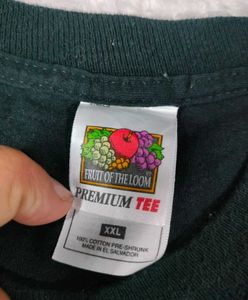 FRUIT OF THE LOOM
PREMIUM TEE
XXL
100% COTTON PRE-SHRUNK
MADE IN EL SALVADOR